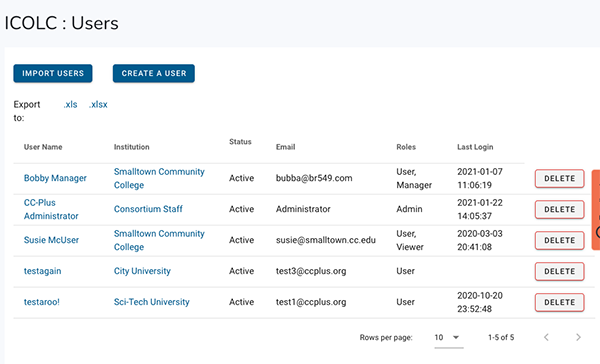 ICOLC : Users
IMPORT USERS CREATE A USER
Export to: .xls .xlsx
User Name Institution Status Email Roles Last Login
Bobby Manager Smalltown Community College Active bubba@br549.com User, Manager 2021-01-07 11:06:19 DELETE
CC-Plus Administrator Consortium Staff Active Administrator Admin 2021-01-22 14:05:37 DELETE
Susie McUser Smalltown Community College Active susie@smalltown.cc.edu User, Viewer 2020-03-03 20:41:08 DELETE
testagain City University Active test3@ccplus.org User DELETE
testaroo! Sci-Tech University Active test1@ccplus.org User 2020-10-20 23:52:48 DELETE
Rows per page: 10 1-5 of 5